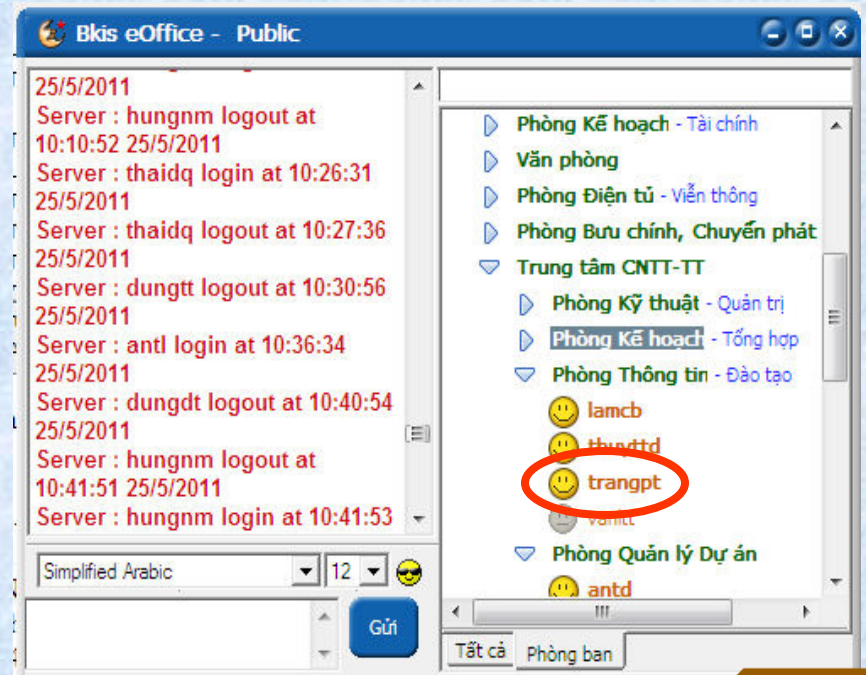 Bkis eOffice - Public
25/5/2011
Server : hungnm logout at
10:10:52 25/5/2011
Server : thaidq login at 10:26:31
25/5/2011
Server : thaidq logout at 10:27:36
25/5/2011
Server : dungtt logout at 10:30:56
25/5/2011
Server : antl login at 10:36:34
25/5/2011
Server : dungdt logout at 10:40:54
25/5/2011
Server : hungnm logout at
10:41:51 25/5/2011
Server : hungnm login at 10:41:53
Simplified Arabic
12
Gửi
Phòng Kế hoạch - Tài chính
Văn phòng
Phòng Điện tử - Viễn thông
Phòng Bưu chính, Chuyển phát
Trung tâm CNTT-TT
Phòng Kỹ thuật - Quản trị
Phòng Kế hoạch - Tổng hợp
Phòng Thông tin - Đào tạo
lamcb
thuyttd
trangpt
Phòng Quản lý Dự án
antd
Tất cả
Phòng ban